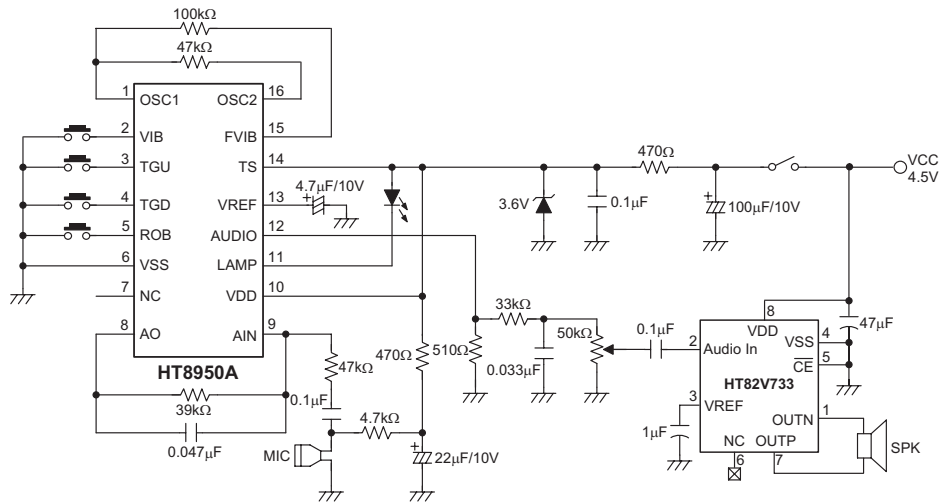 100kΩ
47kΩ
1 OSC1 OSC2 16
2 VIB FVIB 15
3 TGU TS 14
4 TGD VREF 13
5 ROB AUDIO 12
6 VSS LAMP 11
7 NC VDD 10
8 AO AIN 9
HT8950A
39kΩ
0.047µF
4.7µF/10V
+
47kΩ
0.1µF
MIC
4.7kΩ
470Ω
+
22µF/10V
510Ω
33kΩ
0.033µF
50kΩ
0.1µF
3.6V
0.1µF
470Ω
+
100µF/10V
VCC
4.5V
47µF
8
VDD
VSS 4
2 Audio In
CE 5
HT82V733
3 VREF
1µF
OUTN 1
NC OUTP
6 7
SPK